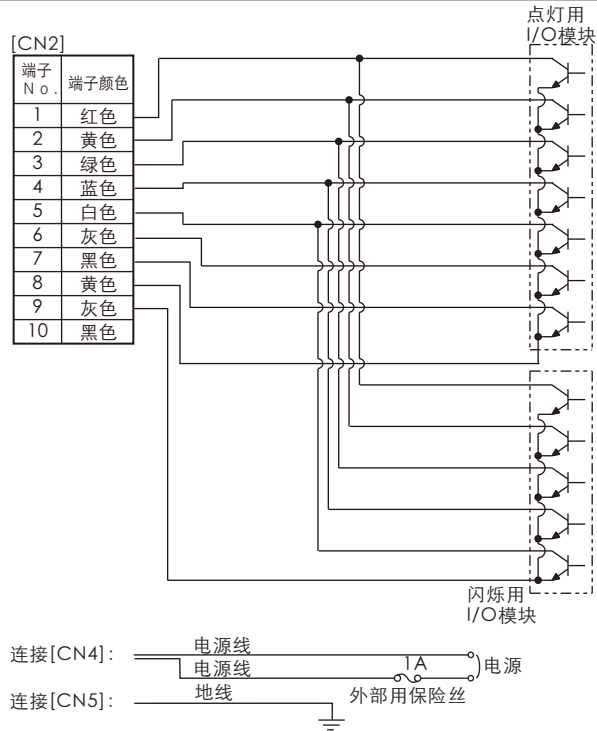 点灯用
I/O模块
[CN2]
端子
No.
端子颜色
1 红色
2 黄色
3 绿色
4 蓝色
5 白色
6 灰色
7 黑色
8 黄色
9 灰色
10 黑色
闪烁用
I/O模块
连接[CN4]:
电源线
电源线
1A
电源
外部用保险丝
连接[CN5]:
地线